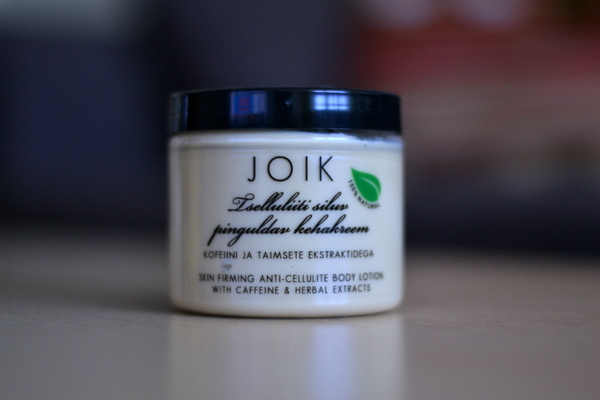 JOIK
100% NATURAL
Tselluliiti siluv
pinguldav kehakreem
KOFEIINI JA TAIMSETE EKSTRAKTIDEGA
SKIN FIRMING ANTI-CELLULITE BODY LOTION
WITH CAFFEINE & HERBAL EXTRACTS